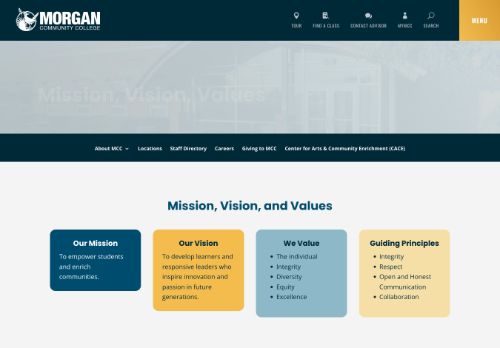 MORGAN
COMMUNITY COLLEGE
TOUR
FIND A CLASS
CONTACT ADVISOR
MYMCC
SEARCH
MENU
Mission, Vision, Values
About MCC
Locations
Staff Directory
Careers
Giving to MCC
Center for Arts & Community Enrichment (CACE)
Mission, Vision, and Values
Our Mission
To empower students
and enrich
communities.
Our Vision
To develop learners and
responsive leaders who
inspire innovation and
passion in future
generations.
We Value
The individual
Integrity
Diversity
Equity
Excellence
Guiding Principles
Integrity
Respect
Open and Honest
Communication
Collaboration